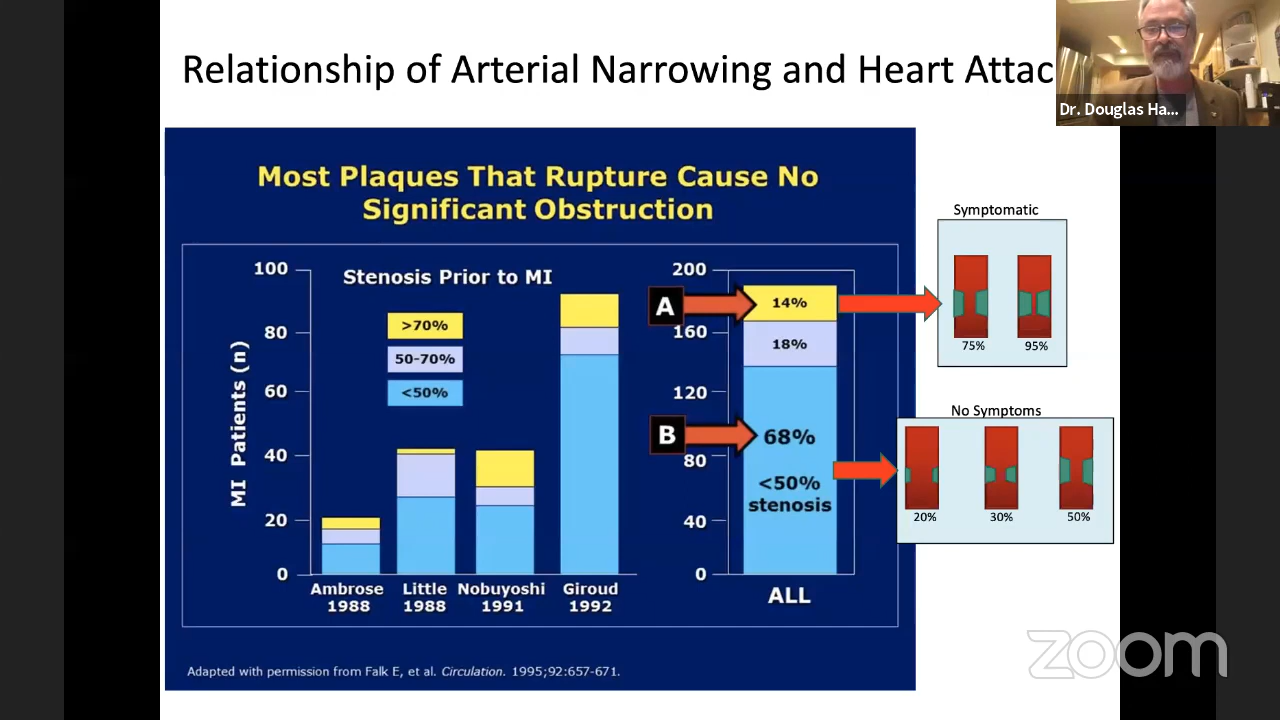 Relationship of Arterial Narrowing and Heart Attac
Dr. Douglas Ha...
Most Plaques That Rupture Cause No
Significant Obstruction
Stenosis Prior to MI
MI Patients (n)
100
80
60
40
20
0
>70%
50-70%
<50%
Ambrose
1988
Little
1988
Nobuyoshi
1991
Giroud
1992
200
160
120
80
40
0
A
B
14%
18%
68%
<50%
stenosis
ALL
Symptomatic
75%
95%
No Symptoms
20%
30%
50%
Adapted with permission from Falk E, et al. Circulation. 1995;92:657-671.
zoom